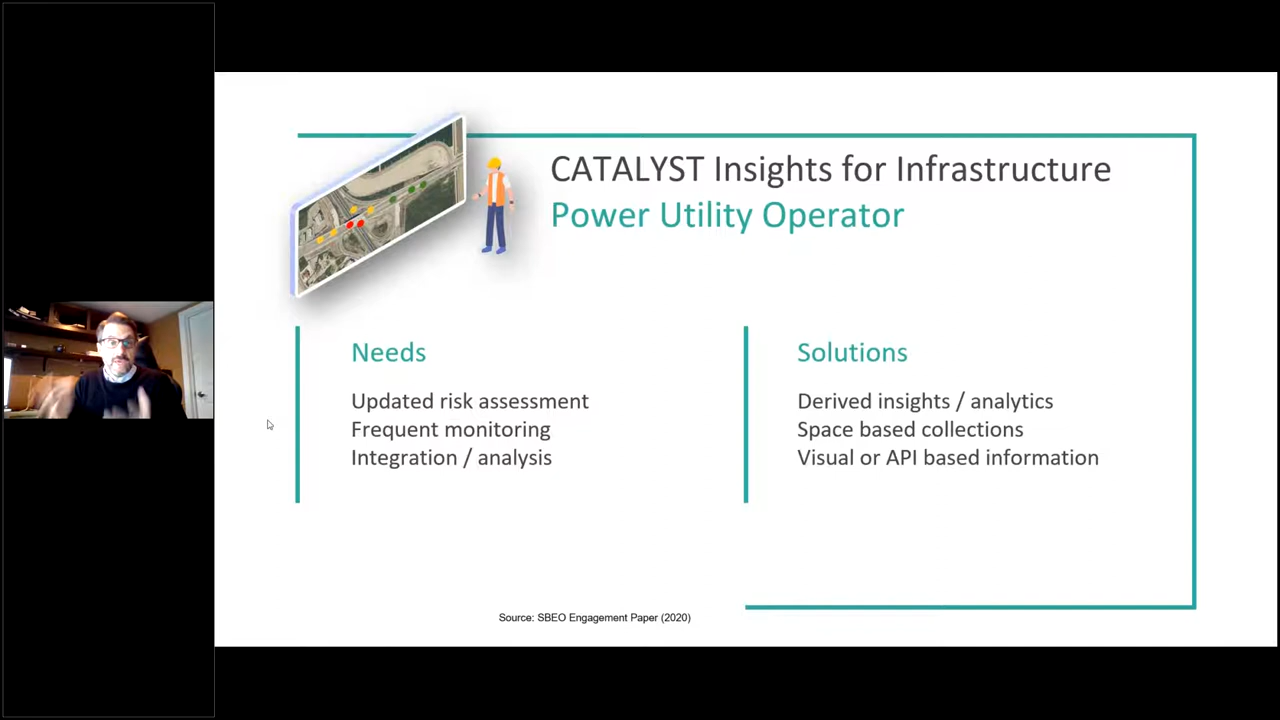 CATALYST Insights for Infrastructure
Power Utility Operator
Needs
Updated risk assessment
Frequent monitoring
Integration / analysis
Solutions
Derived insights / analytics
Space based collections
Visual or API based information
Source: SBEO Engagement Paper (2020)